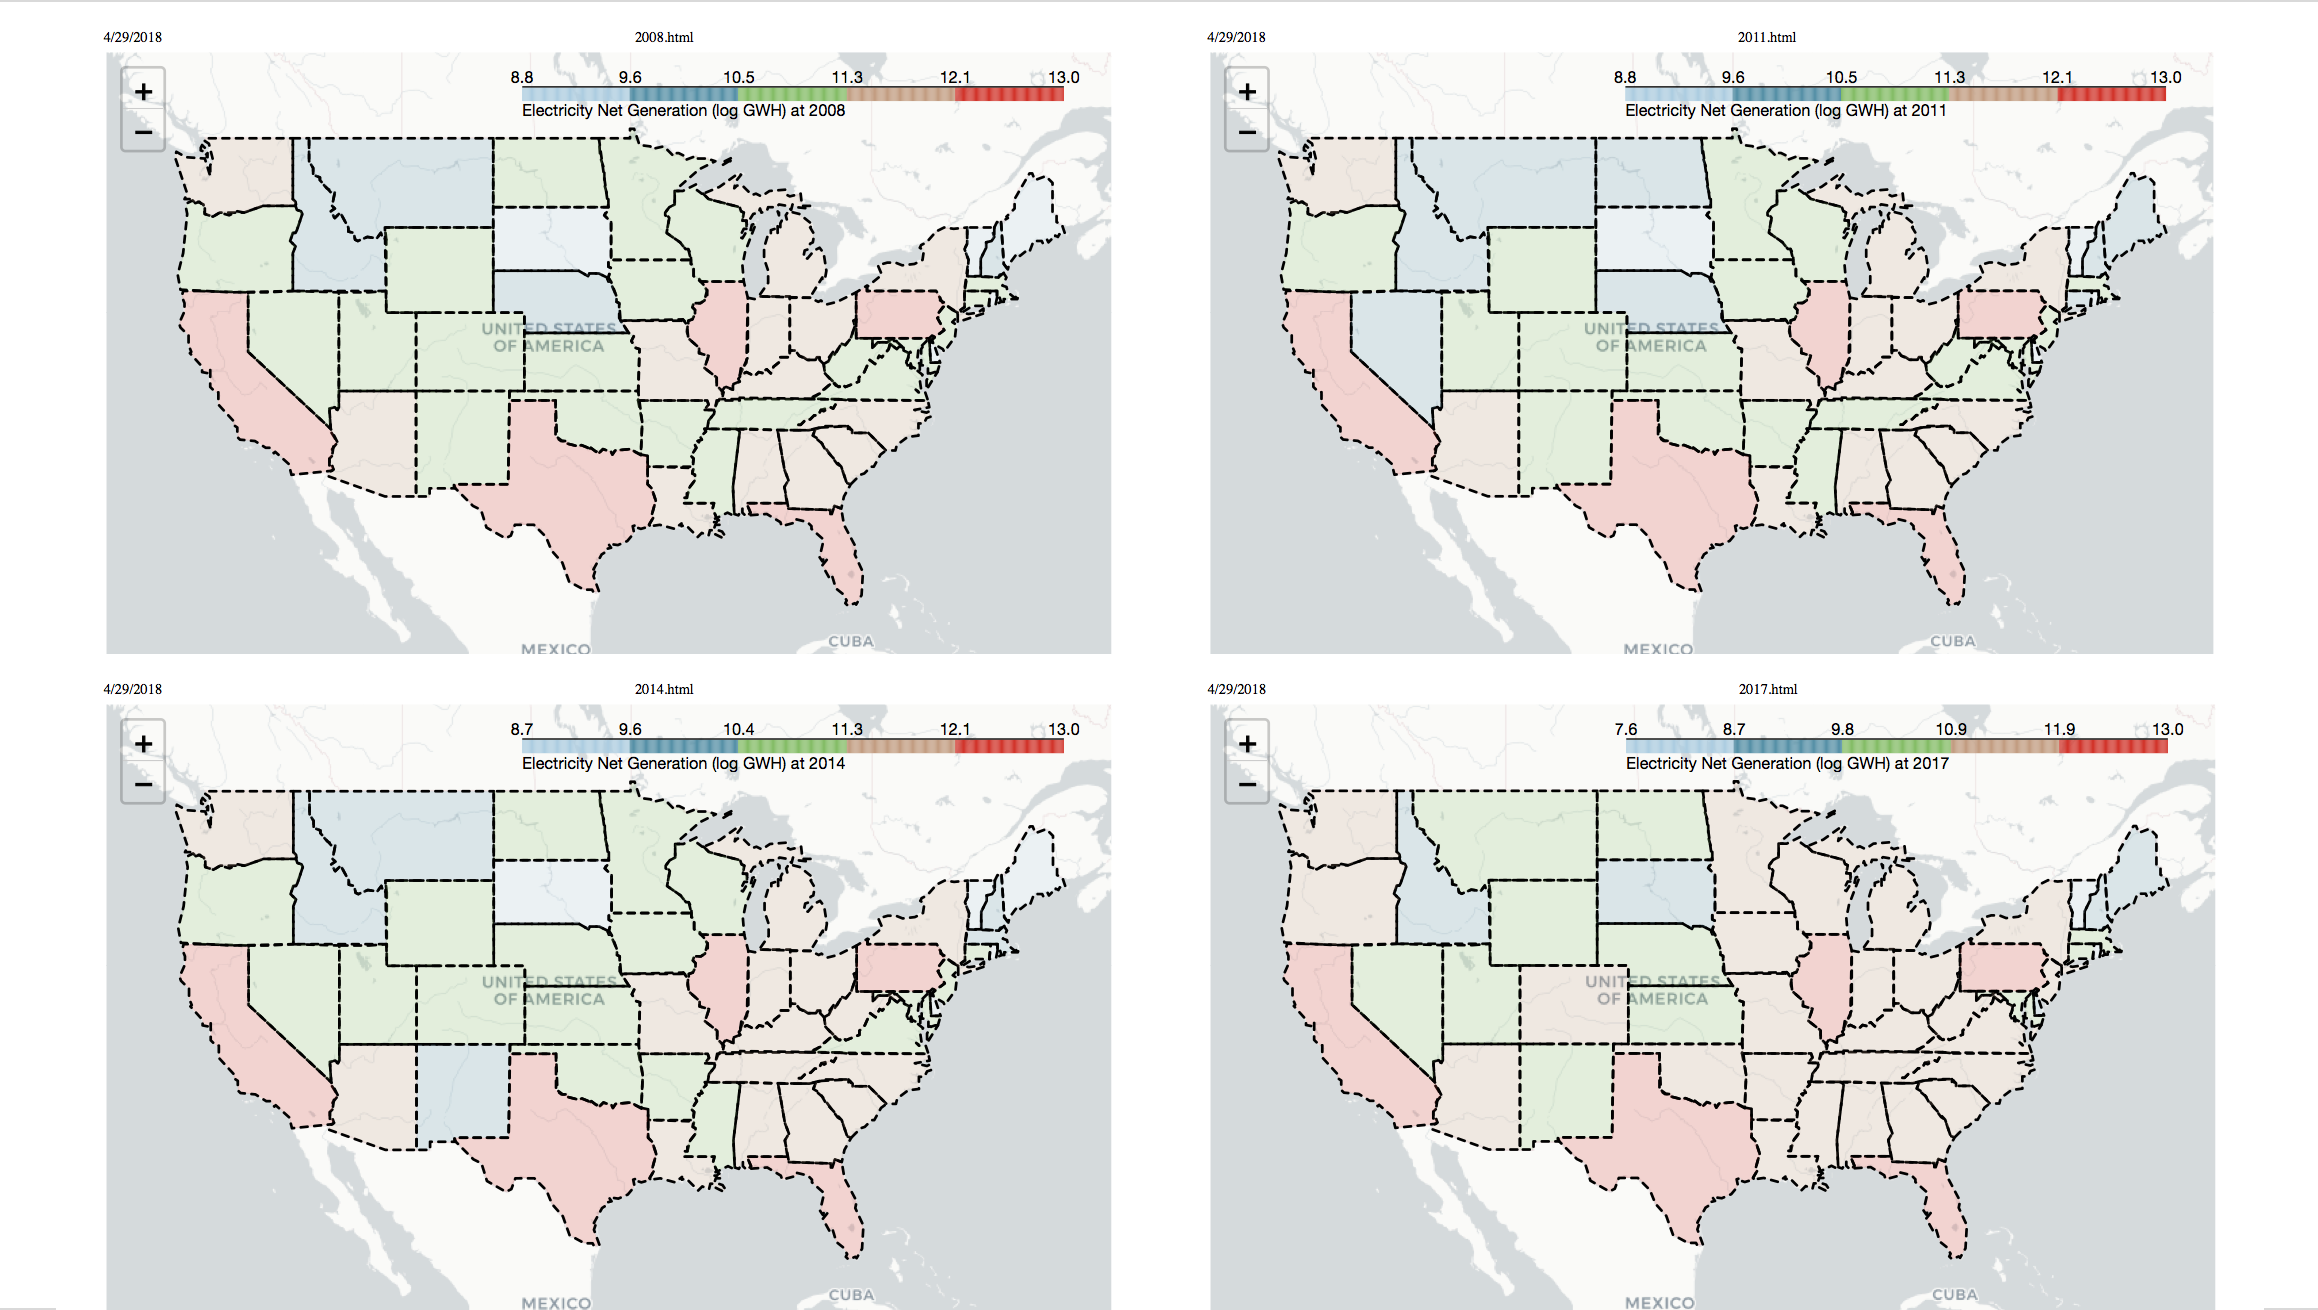 4/29/2018 2008.html
+
−
8.8 9.6 10.5 11.3 12.1 13.0
Electricity Net Generation (log GWH) at 2008
UNITED STATES
OF AMERICA
MEXICO
CUBA
4/29/2018 2011.html
+
−
8.8 9.6 10.5 11.3 12.1 13.0
Electricity Net Generation (log GWH) at 2011
UNITED STATES
OF AMERICA
MEXICO
CUBA
4/29/2018 2014.html
+
−
8.7 9.6 10.4 11.3 12.1 13.0
Electricity Net Generation (log GWH) at 2014
UNITED STATES
OF AMERICA
MEXICO
CUBA
4/29/2018 2017.html
+
−
7.6 8.7 9.8 10.9 11.9 13.0
Electricity Net Generation (log GWH) at 2017
UNITED STATES
OF AMERICA
MEXICO
CUBA